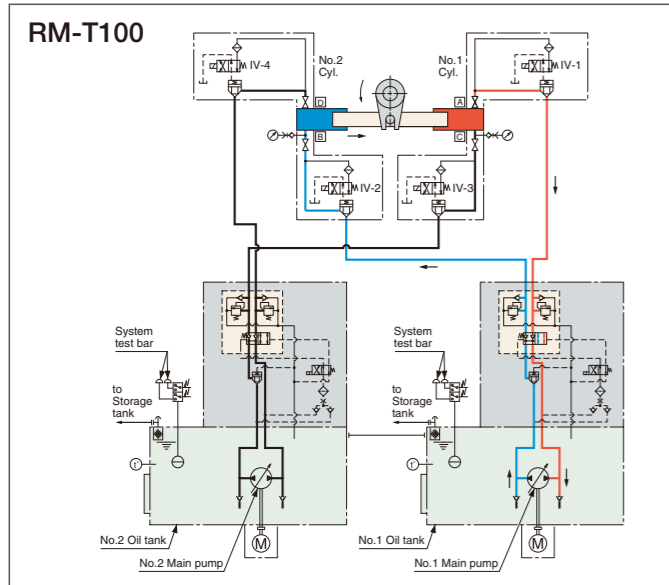 RM-T100
IV-4
No.2
Cyl.
No.1
Cyl.
IV-1
D
A
B
C
IV-2
IV-3
System
test bar
to
Storage
tank
t°
M
No.2 Oil tank
No.2 Main pump
System
test bar
to
Storage
tank
t°
M
No.1 Oil tank
No.1 Main pump